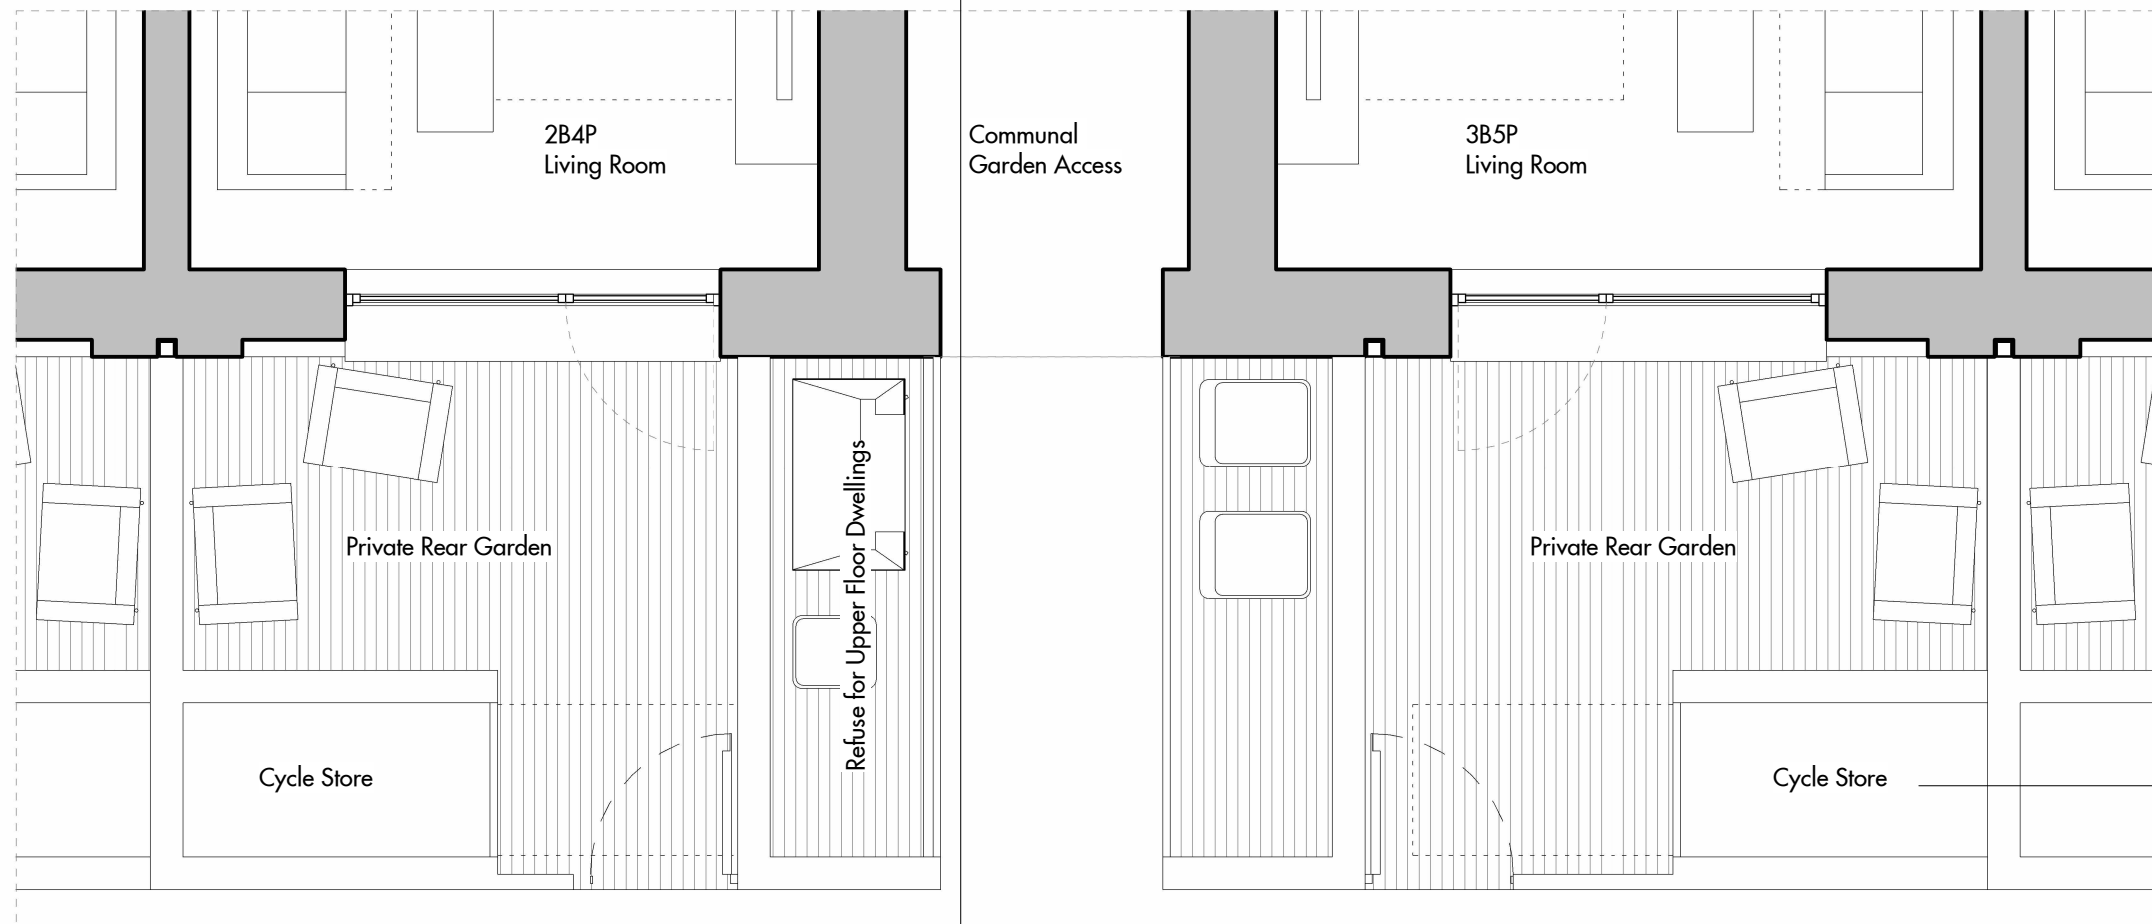 2B4P
Living Room
Communal
Garden Access
3B5P
Living Room
Private Rear Garden
Refuse for Upper Floor Dwellings
Private Rear Garden
Cycle Store
Cycle Store